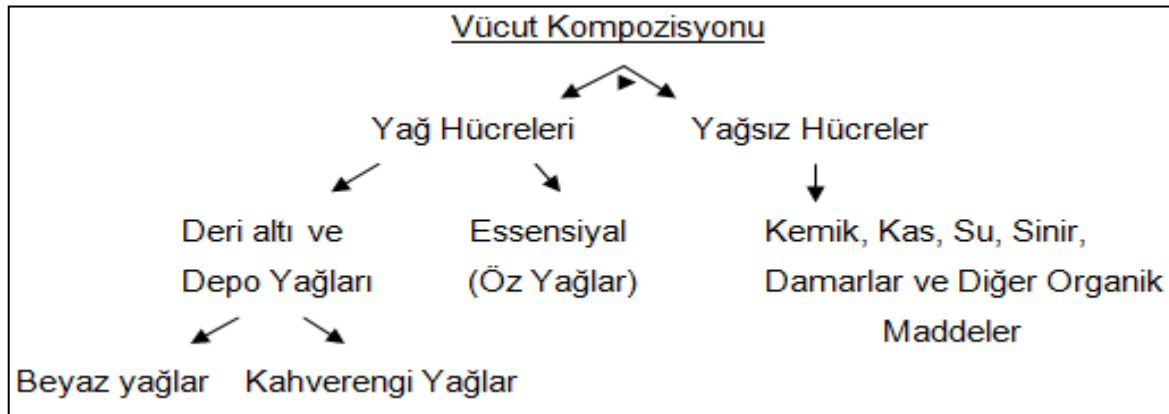 Vücut Kompozisyonu
Yağ Hücreleri
Yağsız Hücreler
Deri altı ve
Depo Yağları
Essensiyal
(Öz Yağlar)
Kemik, Kas, Su, Sinir,
Damarlar ve Diğer Organik
Maddeler
Beyaz yağlar
Kahverengi Yağlar